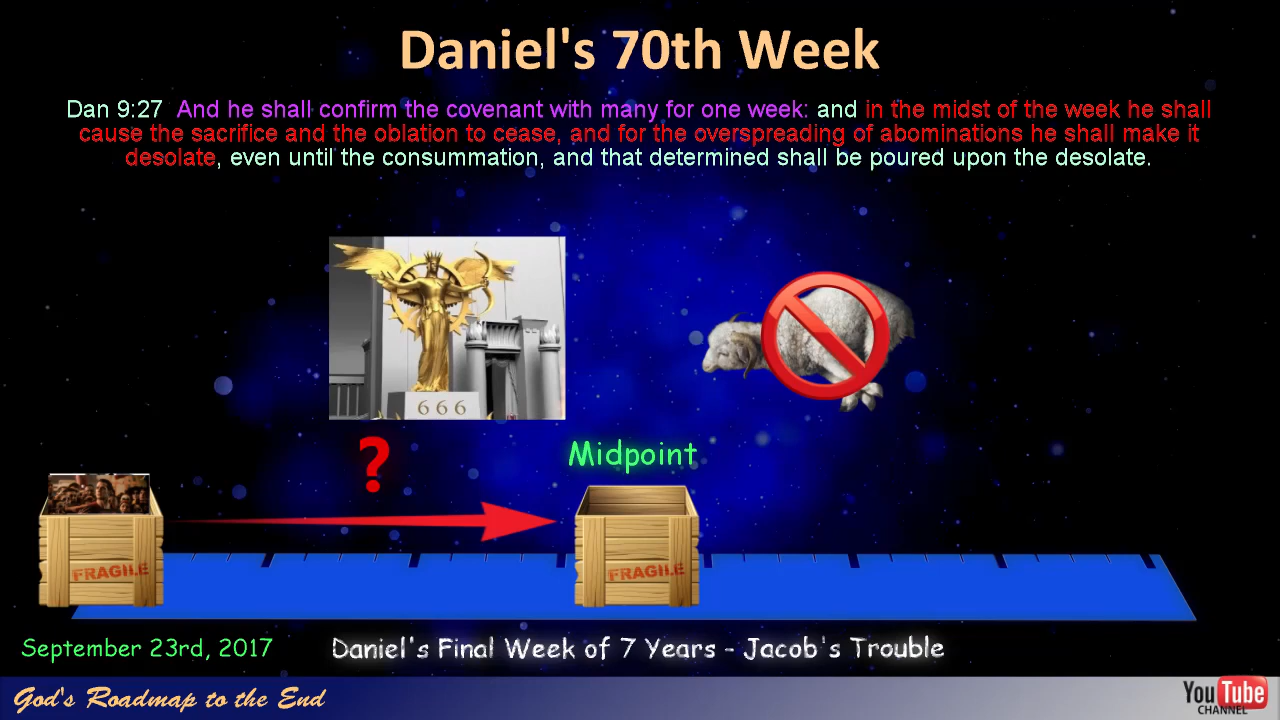 Daniel's 70th Week
Dan 9:27 And he shall confirm the covenant with many for one week: and in the midst of the week he shall
cause the sacrifice and the oblation to cease, and for the overspreading of abominations he shall make it
desolate, even until the consummation, and that determined shall be poured upon the desolate.
666
?
Midpoint
FRAGILE
FRAGILE
September 23rd, 2017
Daniel's Final Week of 7 Years - Jacob's Trouble
God's Roadmap to the End
YouTube
CHANNEL